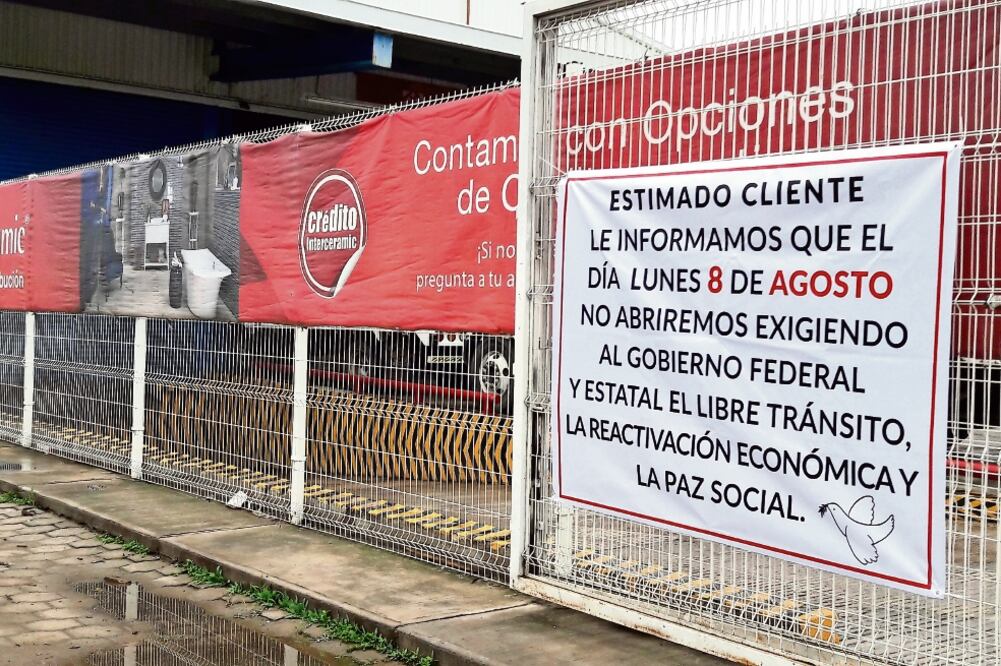 con Opciones
Contam
de
¡Si no
pregunta a tu
crédito
interceramic
bución
ESTIMADO CLIENTE
LE INFORMAMOS QUE EL
DÍA LUNES 8 DE AGOSTO
NO ABRIREMOS EXIGIENDO
AL GOBIERNO FEDERAL
Y ESTATAL EL LIBRE TRÁNSITO,
LA REACTIVACIÓN ECONÓMICA Y
LA PAZ SOCIAL.